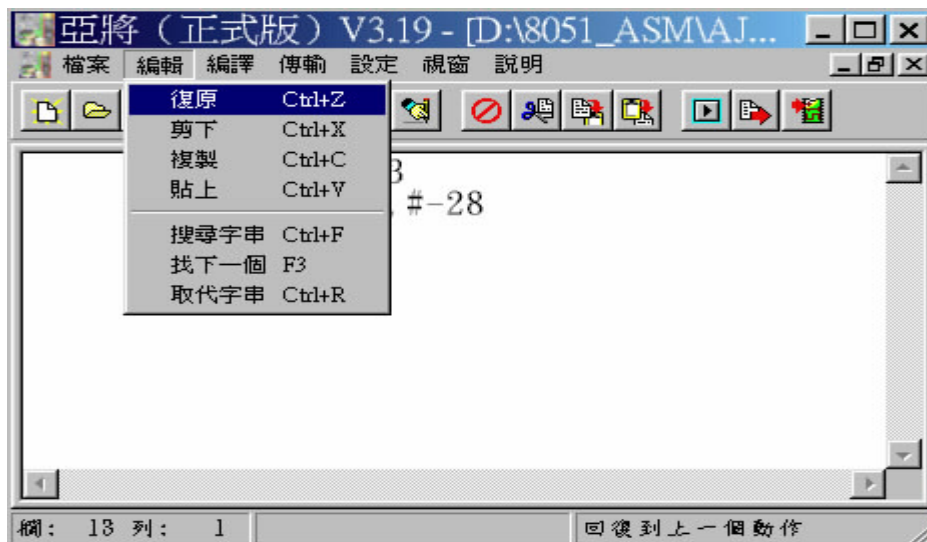 亞將（正式版）V3.19 - [D:\8051_ASM\AJ...
檔案 編輯 編譯 傳輸 設定 視窗 說明
復原 Ctrl+Z
剪下 Ctrl+X
複製 Ctrl+C
貼上 Ctrl+V
搜尋字串 Ctrl+F
找下一個 F3
取代字串 Ctrl+R
3
, #-28
欄: 13 列: 1
回復到上一個動作